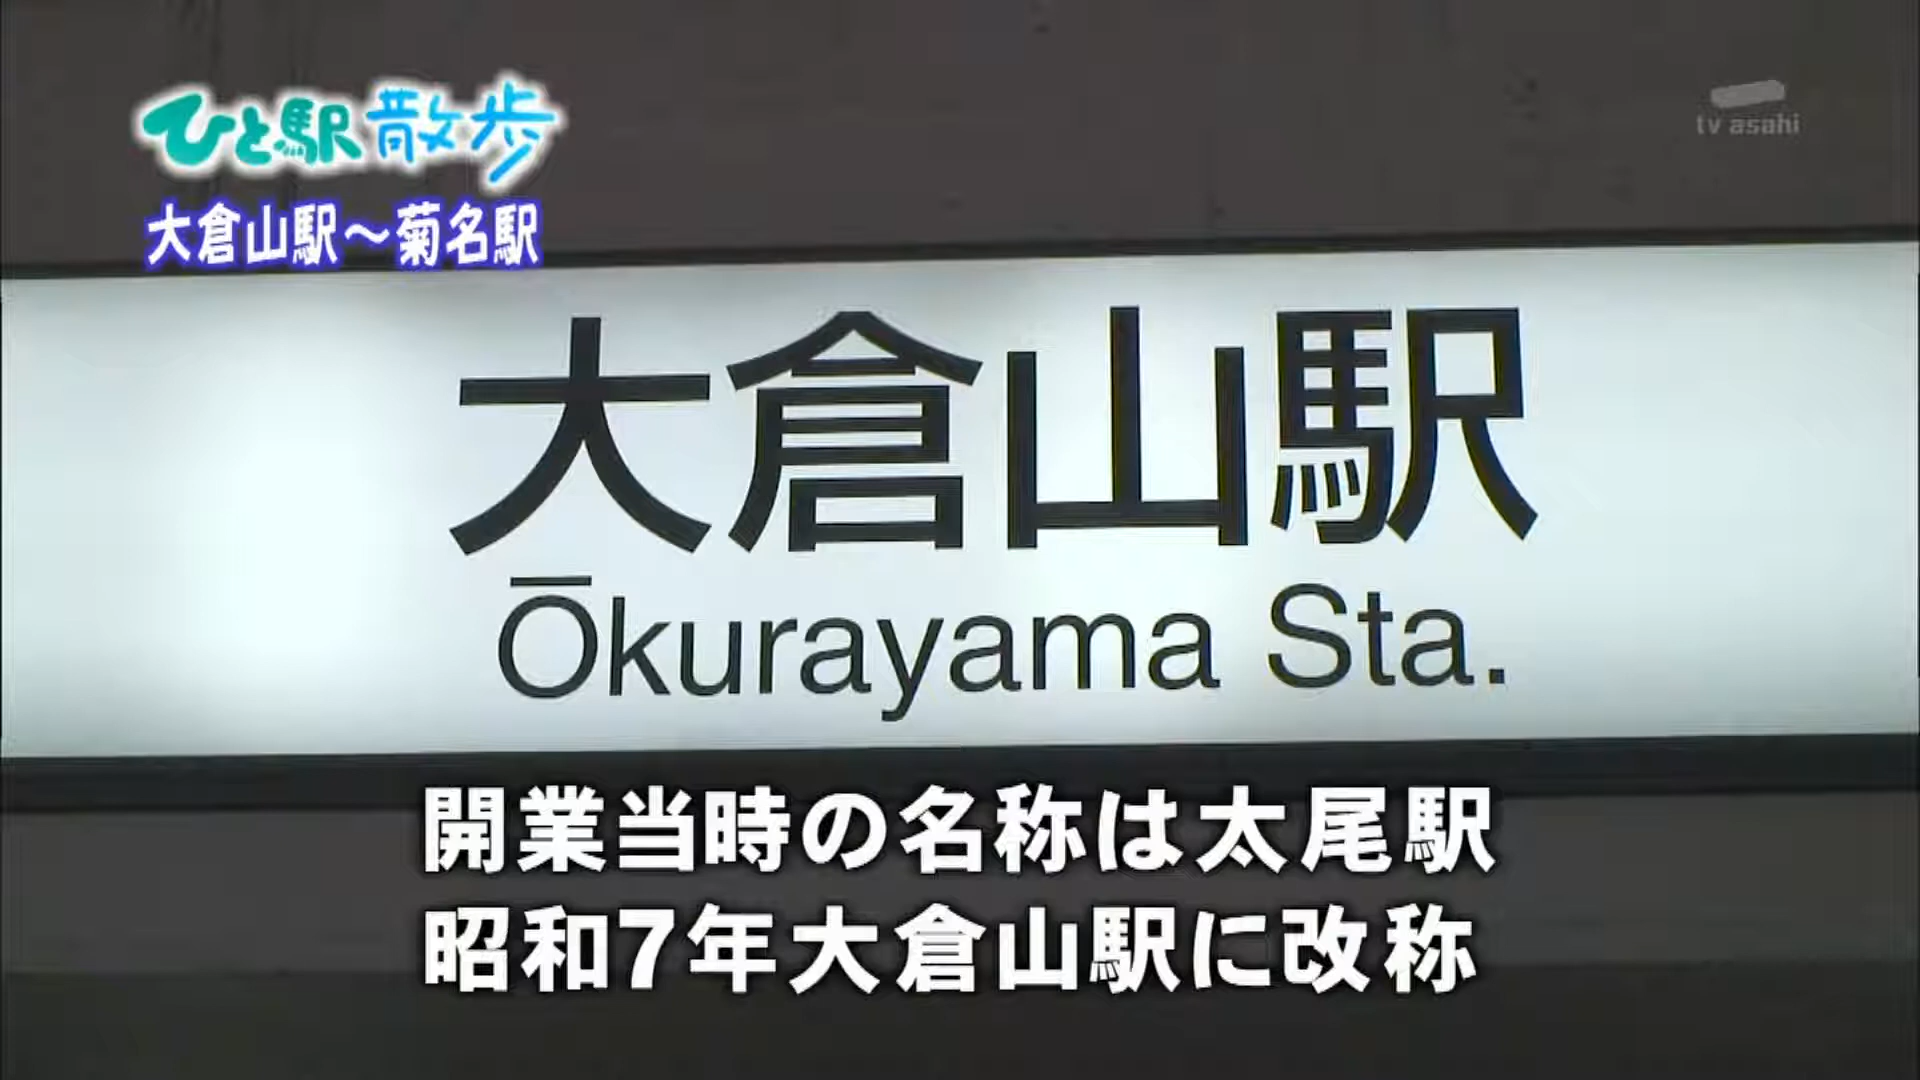 ひと駅散歩
大倉山駅～菊名駅
tv asahi
大倉山駅
Ōkurayama Sta.
開業当時の名称は太尾駅
昭和7年大倉山駅に改称